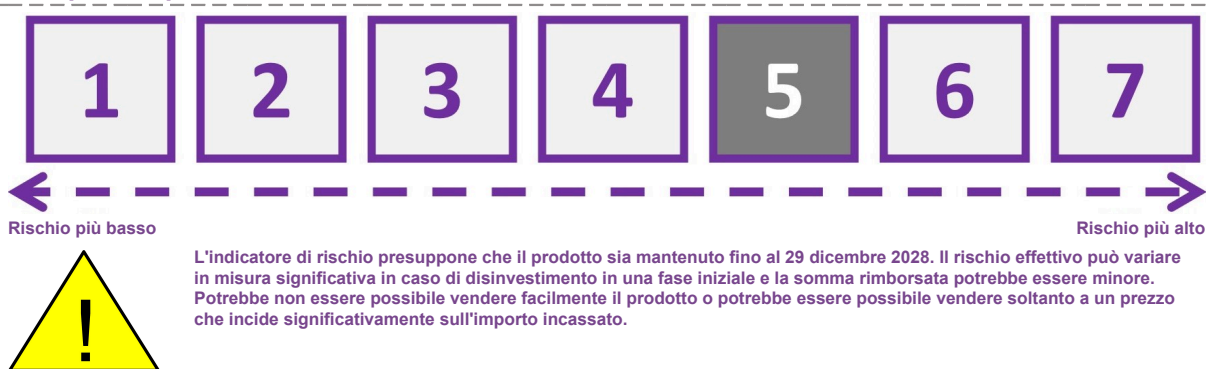 1 2 3 4 5 6 7
Rischio più basso Rischio più alto
L'indicatore di rischio presuppone che il prodotto sia mantenuto fino al 29 dicembre 2028. Il rischio effettivo può variare
in misura significativa in caso di disinvestimento in una fase iniziale e la somma rimborsata potrebbe essere minore.
Potrebbe non essere possibile vendere facilmente il prodotto o potrebbe essere possibile vendere soltanto a un prezzo
che incide significativamente sull'importo incassato.
!